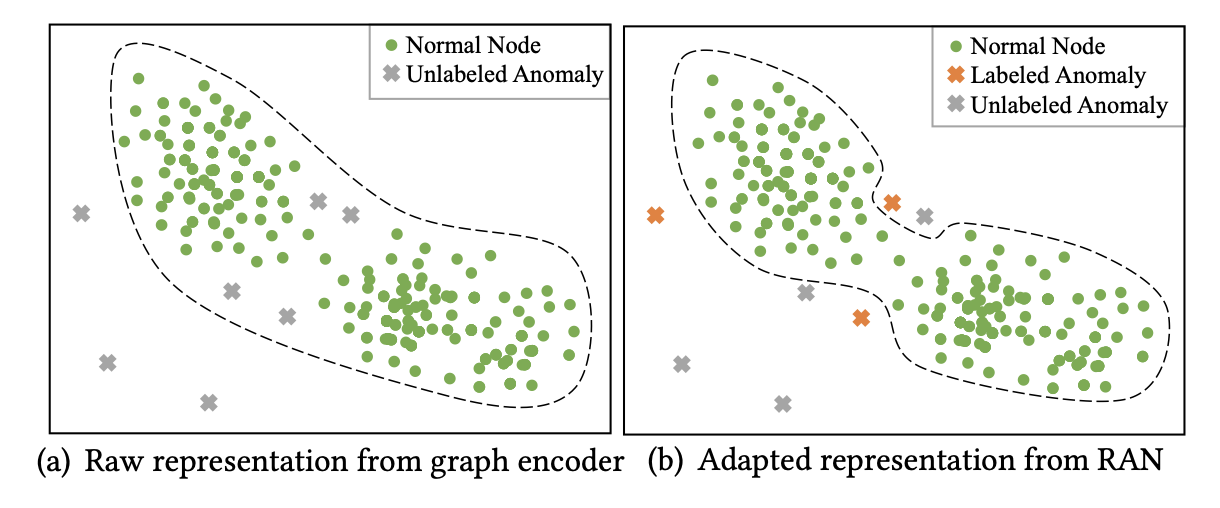 Normal Node
Unlabeled Anomaly
Normal Node
Labeled Anomaly
Unlabeled Anomaly
(a) Raw representation from graph encoder
(b) Adapted representation from RAN